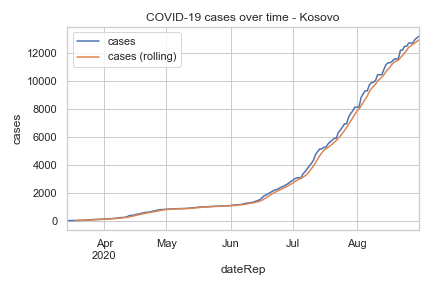 COVID-19 cases over time - Kosovo
cases
cases (rolling)
12000
10000
8000
6000
4000
2000
0
cases
Apr
2020
May
Jun
Jul
Aug
dateRep